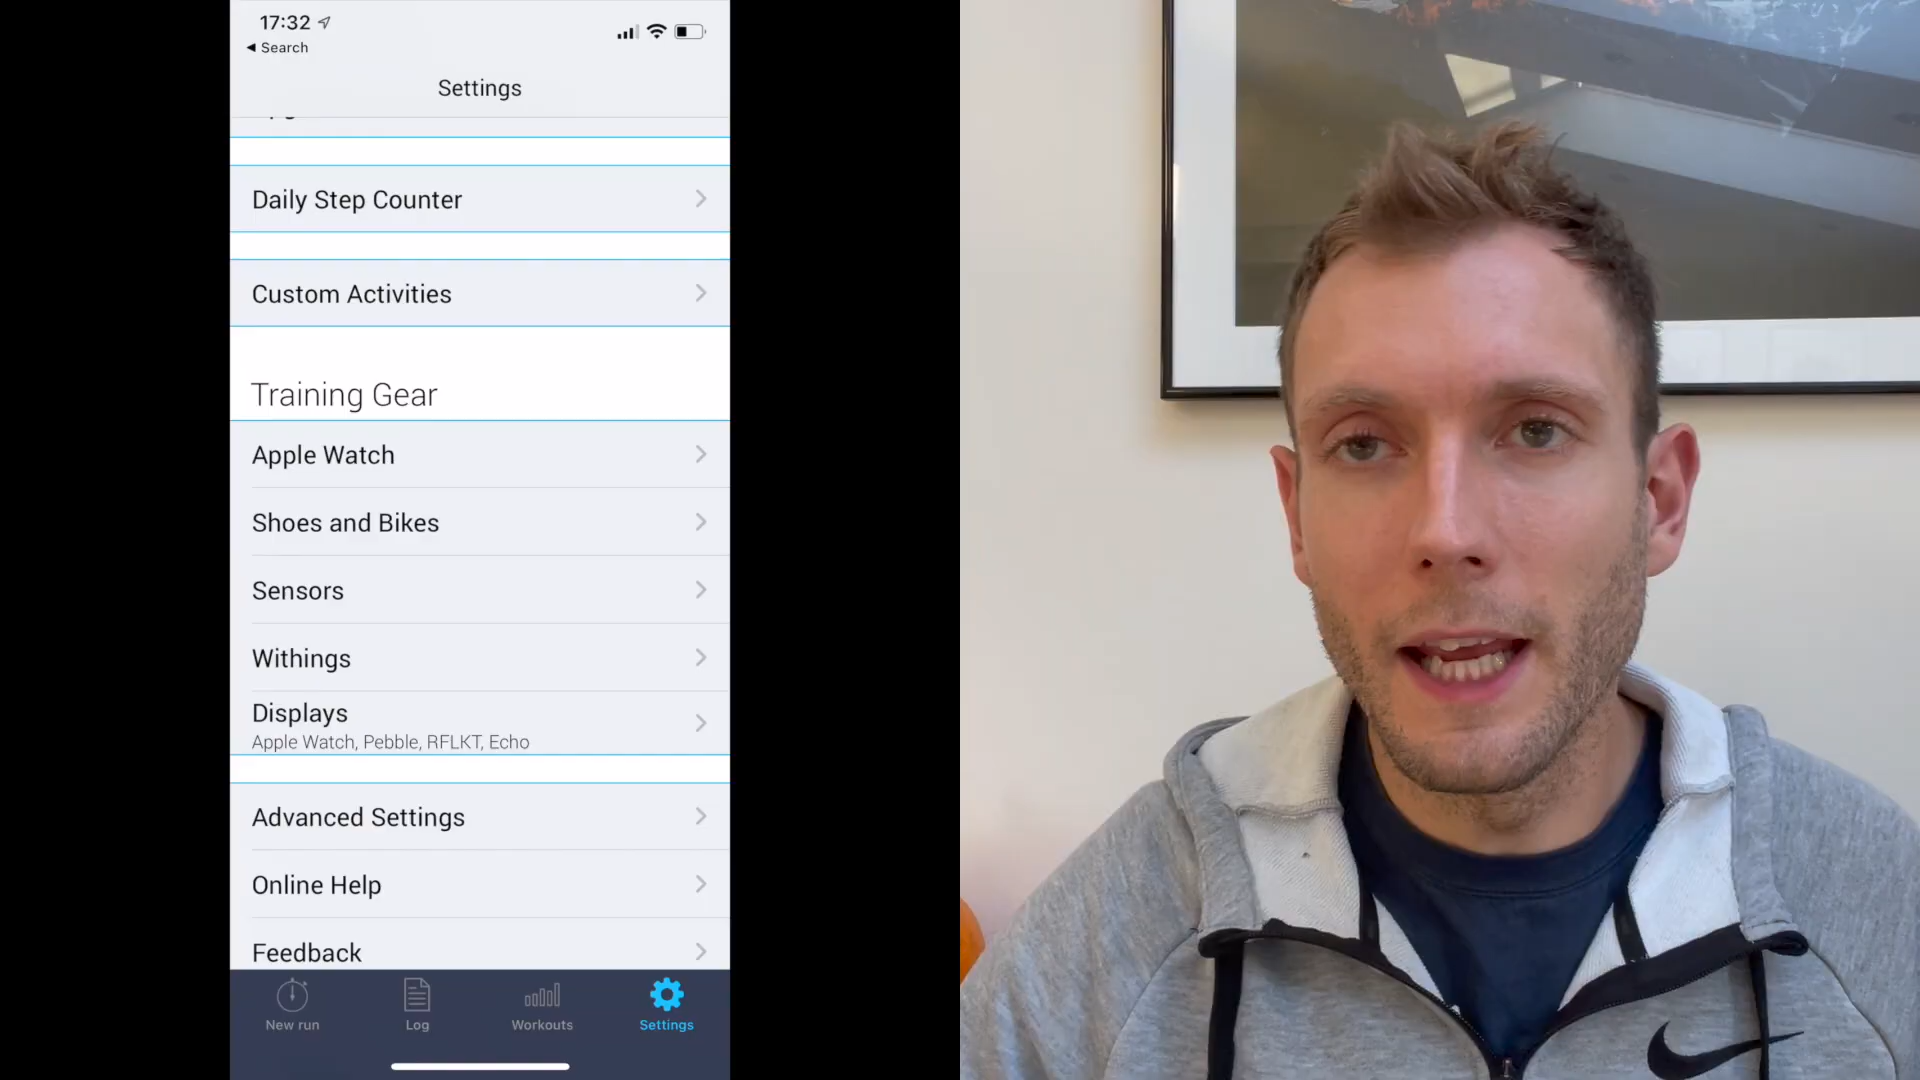 17:32
Search
Settings
Daily Step Counter
Custom Activities
Training Gear
Apple Watch
Shoes and Bikes
Sensors
Withings
Displays
Apple Watch, Pebble, RFLKT, Echo
Advanced Settings
Online Help
Feedback
New run
Log
Workouts
Settings